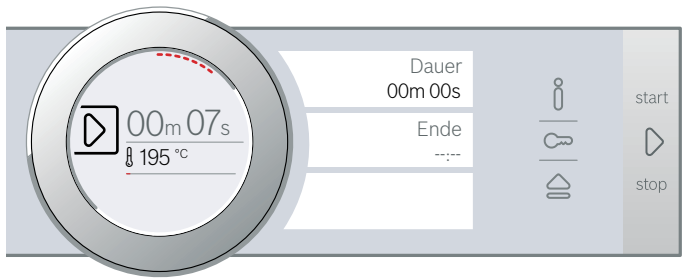 00m 07s
195 °C
Dauer
00m 00s
Ende
--:--
start
stop